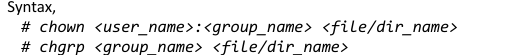 Syntax,
# chown <user_name>:<group_name> <file/dir_name>
# chgrp <group_name> <file/dir_name>